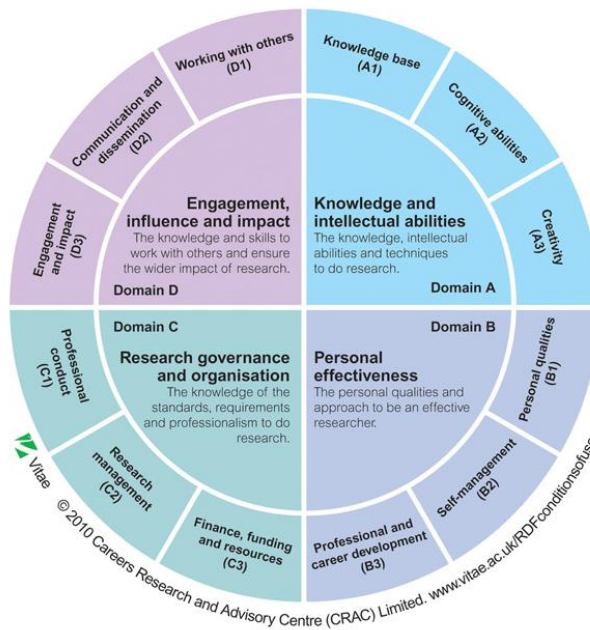 Working with others
(D1)
Knowledge base
(A1)
Communication and
dissemination
(D2)
Cognitive abilities
(A2)
Engagement
and impact
(D3)
Creativity
(A3)
Engagement,
influence and impact
The knowledge and skills to
work with others and ensure
the wider impact of research.
Domain D
Knowledge and
intellectual abilities
The knowledge, intellectual
abilities and techniques
to do research.
Domain A
Domain C
Research governance
and organisation
The knowledge of the
standards, requirements
and professionalism to do
research.
Domain B
Personal
effectiveness
The personal qualities and
approach to be an effective
researcher.
Professional
conduct
(C1)
Personal qualities
(B1)
Research
management
(C2)
Self-management
(B2)
Finance, funding
and resources
(C3)
Professional and
career development
(B3)
Vitae
© 2010 Careers Research and Advisory Centre (CRAC) Limited. www.vitae.ac.uk/RDFconditionsofuse